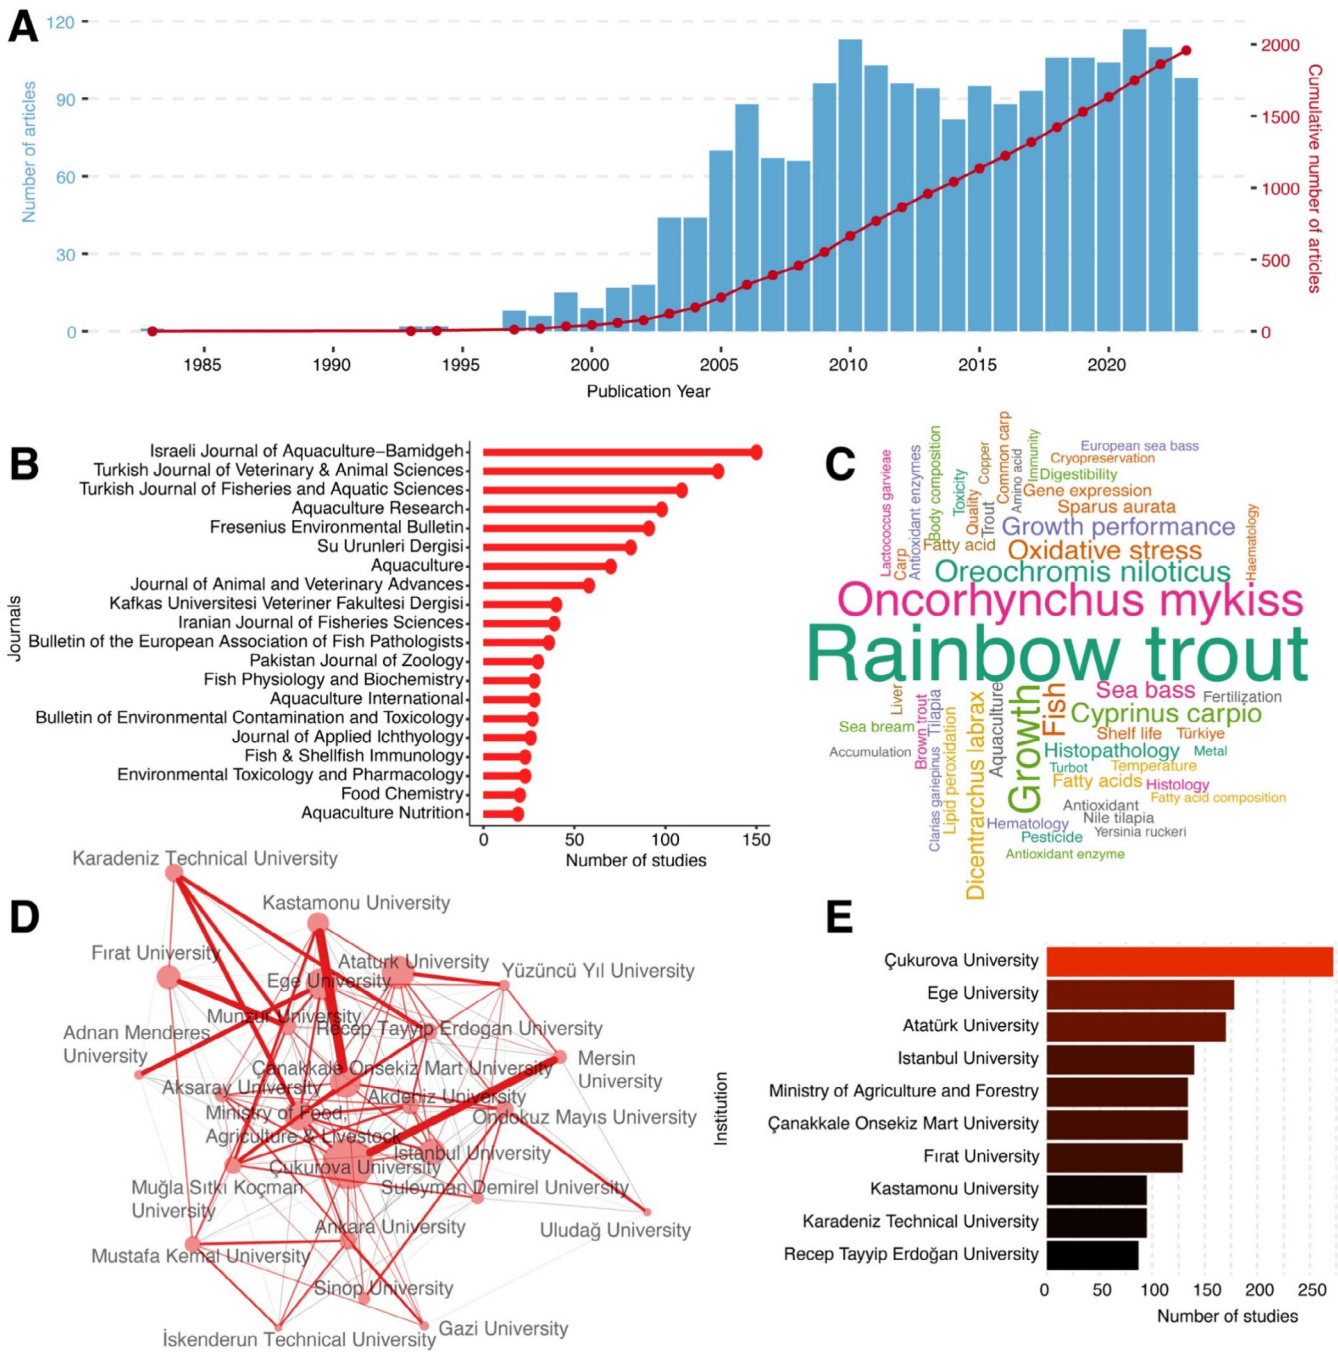 A
120
90
60
30
0
Number of articles
2000
1500
1000
500
0
Cumulative number of articles
1985
1990
1995
2000
2005
2010
2015
2020
Publication Year
B
Journals
Israeli Journal of Aquaculture−Bamidgeh
Turkish Journal of Veterinary & Animal Sciences
Turkish Journal of Fisheries and Aquatic Sciences
Aquaculture Research
Fresenius Environmental Bulletin
Su Urunleri Dergisi
Aquaculture
Journal of Animal and Veterinary Advances
Kafkas Universitesi Veteriner Fakultesi Dergisi
Iranian Journal of Fisheries Sciences
Bulletin of the European Association of Fish Pathologists
Pakistan Journal of Zoology
Fish Physiology and Biochemistry
Aquaculture International
Bulletin of Environmental Contamination and Toxicology
Journal of Applied Ichthyology
Fish & Shellfish Immunology
Environmental Toxicology and Pharmacology
Food Chemistry
Aquaculture Nutrition
0
50
100
150
Number of studies
C
Lactococcus garvieae
Carp
Antioxidant enzymes
Body composition
Toxicity
Quality
Copper
Trout
Common carp
Amino acid
Immunity
European sea bass
Cryopreservation
Digestibility
Gene expression
Sparus aurata
Growth performance
Fatty acid
Oxidative stress
Haematology
Oreochromis niloticus
Oncorhynchus mykiss
Rainbow trout
Liver
Brown trout
Tilapia
Clarias gariepinus
Lipid peroxidation
Dicentrarchus labrax
Aquaculture
Growth
Fish
Sea bass
Fertilization
Cyprinus carpio
Sea bream
Shelf life
Türkiye
Accumulation
Histopathology
Metal
Turbot
Temperature
Fatty acids
Histology
Fatty acid composition
Antioxidant
Nile tilapia
Hematology
Yersinia ruckeri
Pesticide
Antioxidant enzyme
D
Karadeniz Technical University
Kastamonu University
Fırat University
Ataturk University
Yüzüncü Yıl University
Ege University
Munzur University
Recep Tayyip Erdogan University
Adnan Menderes
University
Mersin
University
Çanakkale Onsekiz Mart University
Aksaray University
Akdeniz University
Ministry of Food,
Agriculture & Livestock
Ondokuz Mayıs University
Istanbul University
Çukurova University
Muğla Sıtkı Koçman
University
Suleyman Demirel University
Uludağ University
Ankara University
Mustafa Kemal University
Sinop University
İskenderun Technical University
Gazi University
E
Institution
Çukurova University
Ege University
Atatürk University
Istanbul University
Ministry of Agriculture and Forestry
Çanakkale Onsekiz Mart University
Fırat University
Kastamonu University
Karadeniz Technical University
Recep Tayyip Erdoğan University
0
50
100
150
200
250
Number of studies